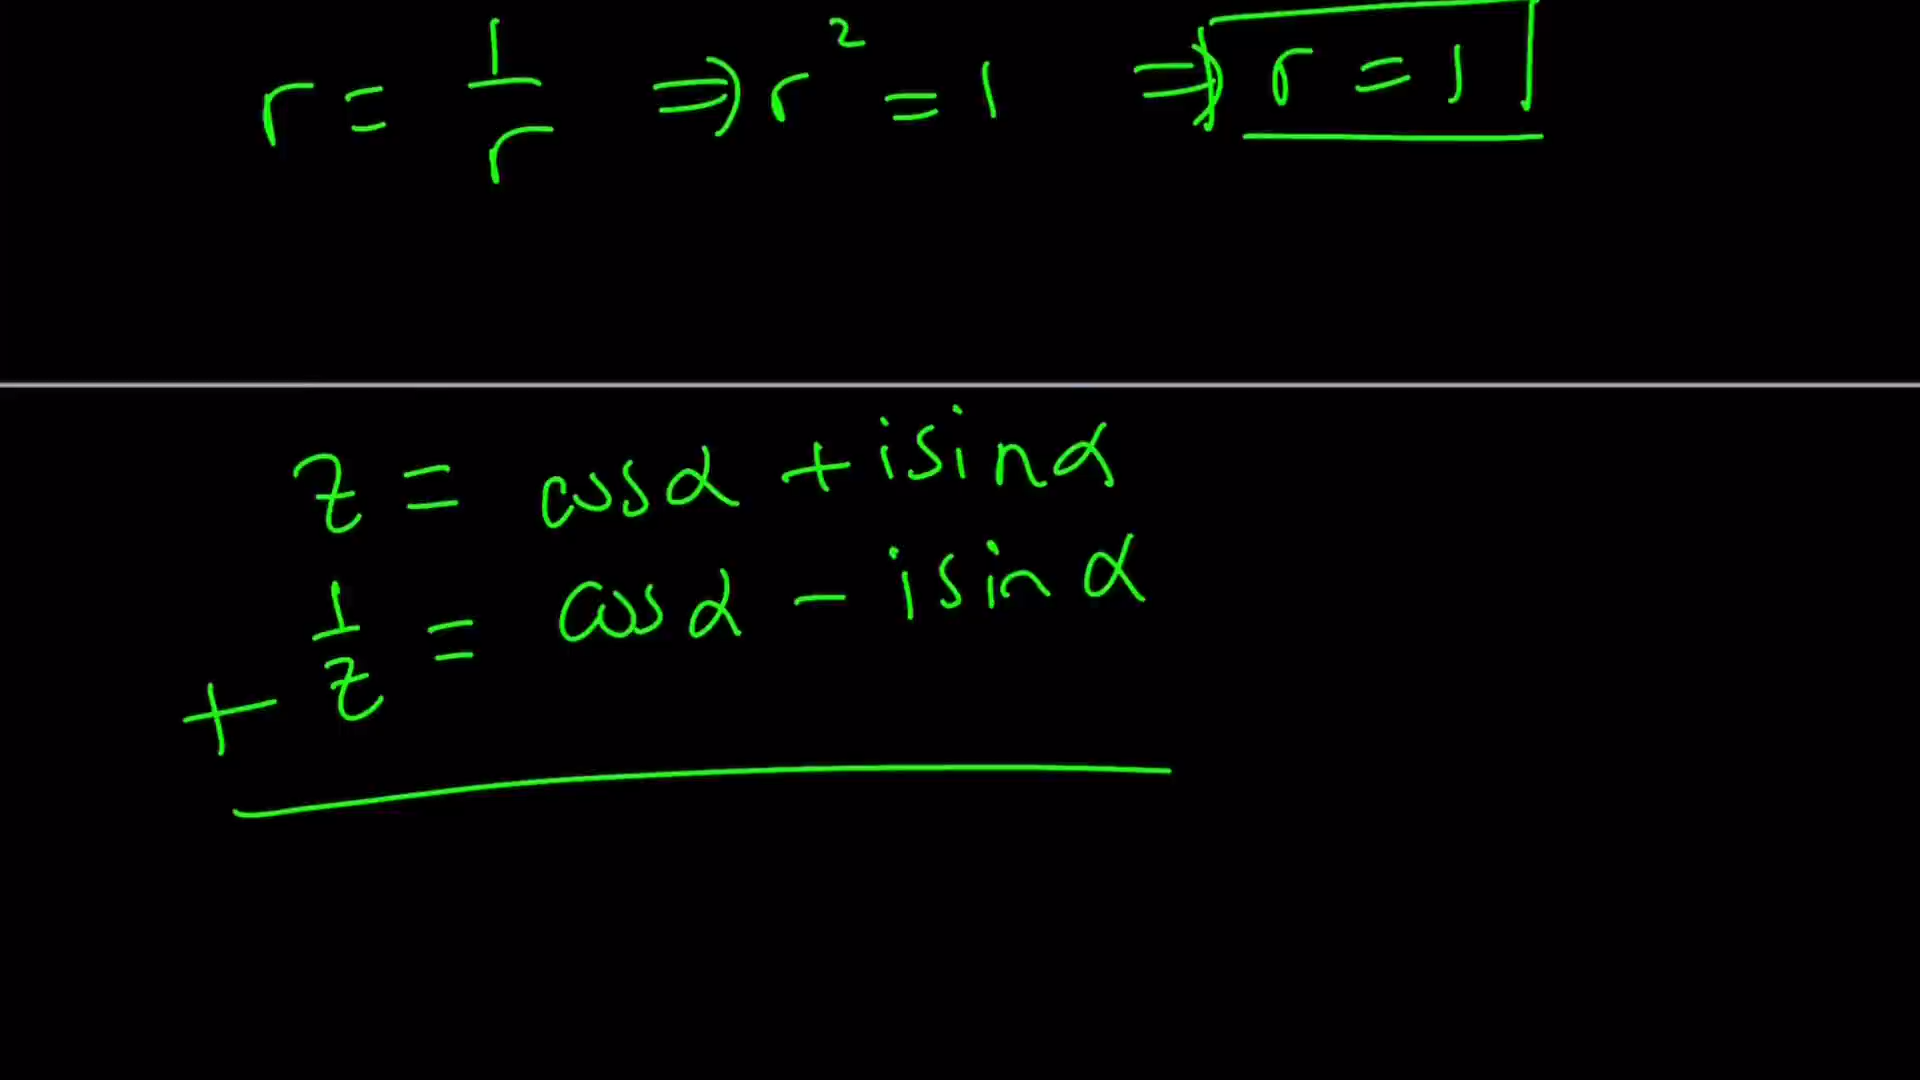 r = 1/r ⇒ r² = 1 ⇒ r = 1
z = cosα + isinα
+ 1/z = cosα - isinα